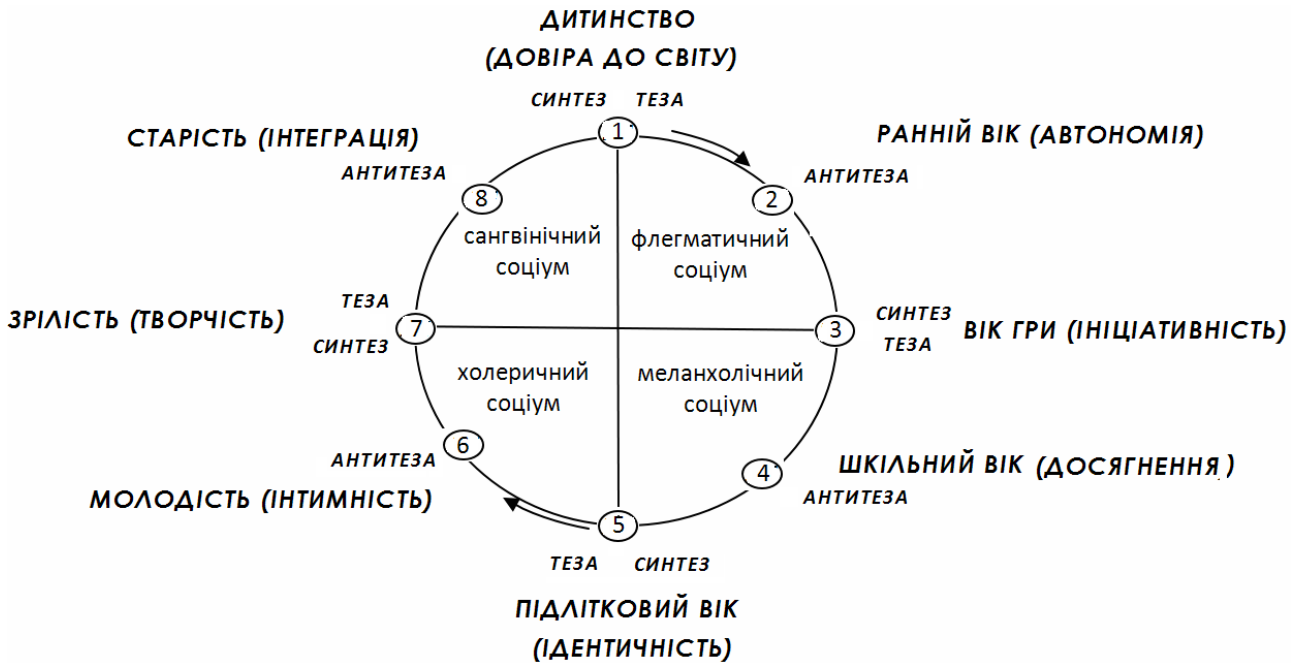 ДИТИНСТВО
(ДОВІРА ДО СВІТУ)
СИНТЕЗ ТЕЗА
1
СТАРІСТЬ (ІНТЕГРАЦІЯ)
РАННІЙ ВІК (АВТОНОМІЯ)
АНТИТЕЗА
8
2
АНТИТЕЗА
сангвінічний
соціум
флегматичний
соціум
ТЕЗА
ЗРІЛІСТЬ (ТВОРЧІСТЬ)
7
СИНТЕЗ
СИНТЕЗ
3
ВІК ГРИ (ІНІЦІАТИВНІСТЬ)
ТЕЗА
холеричний
соціум
меланхолічний
соціум
6
АНТИТЕЗА
МОЛОДІСТЬ (ІНТИМНІСТЬ)
4
ШКІЛЬНИЙ ВІК (ДОСЯГНЕННЯ)
АНТИТЕЗА
5
ТЕЗА СИНТЕЗ
ПІДЛІТКОВИЙ ВІК
(ІДЕНТИЧНІСТЬ)